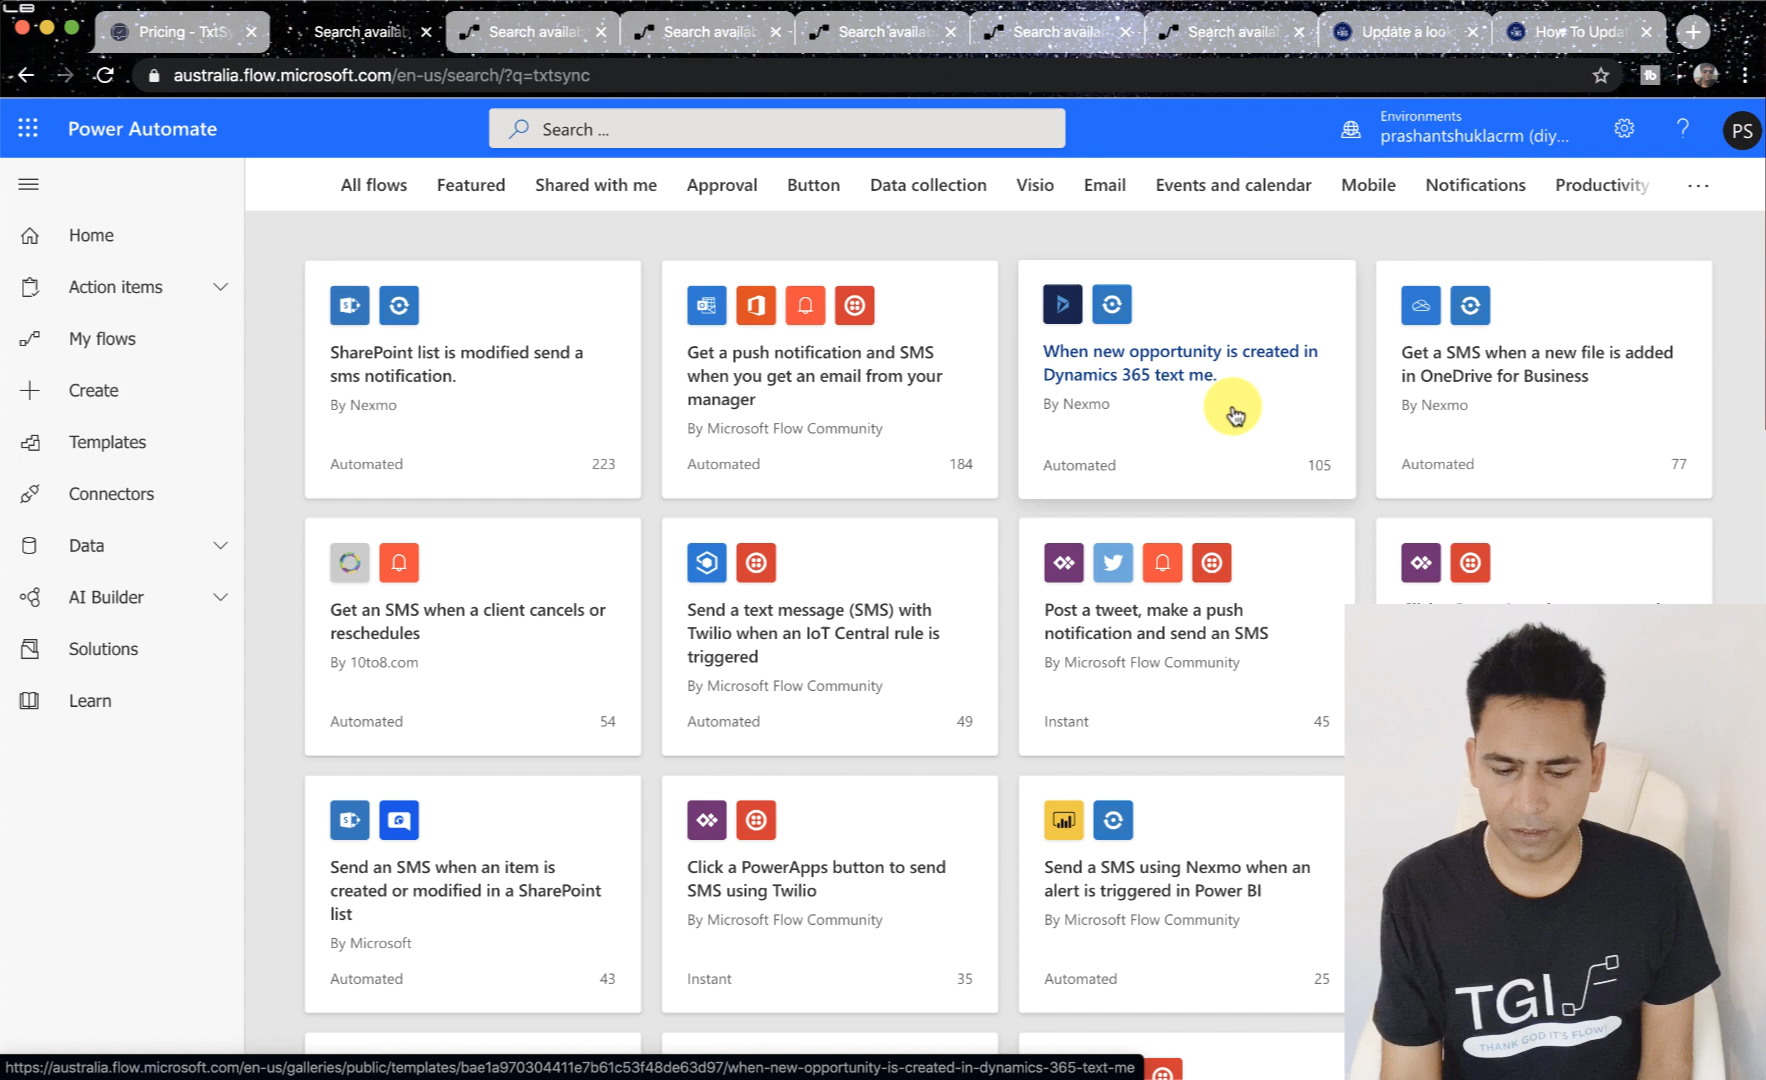 Pricing - TxtS
Search availab
Search availab
Search availab
Search availab
Search availa
Search availa
Update a look
How To Upda
australia.flow.microsoft.com/en-us/search/?q=txtsync
Power Automate
Search ...
Environments
prashantshuklacrm (diy...
PS
All flows
Featured
Shared with me
Approval
Button
Data collection
Visio
Email
Events and calendar
Mobile
Notifications
Productivity
...
Home
Action items
My flows
Create
Templates
Connectors
Data
AI Builder
Solutions
Learn
SharePoint list is modified send a
sms notification.
By Nexmo
Automated 223
Get a push notification and SMS
when you get an email from your
manager
By Microsoft Flow Community
Automated 184
When new opportunity is created in
Dynamics 365 text me.
By Nexmo
Automated 105
Get a SMS when a new file is added
in OneDrive for Business
By Nexmo
Automated 77
Get an SMS when a client cancels or
reschedules
By 10to8.com
Automated 54
Send a text message (SMS) with
Twilio when an IoT Central rule is
triggered
By Microsoft Flow Community
Automated 49
Post a tweet, make a push
notification and send an SMS
By Microsoft Flow Community
Instant 45
Send an SMS when an item is
created or modified in a SharePoint
list
By Microsoft
Automated 43
Click a PowerApps button to send
SMS using Twilio
By Microsoft Flow Community
Instant 35
Send a SMS using Nexmo when an
alert is triggered in Power BI
By Microsoft Flow Community
Automated 25
TGIF
THANK GOD IT'S FLOW!
https://australia.flow.microsoft.com/en-us/galleries/public/templates/bae1a970304411e7b61c53f48de63d97/when-new-opportunity-is-created-in-dynamics-365-text-me